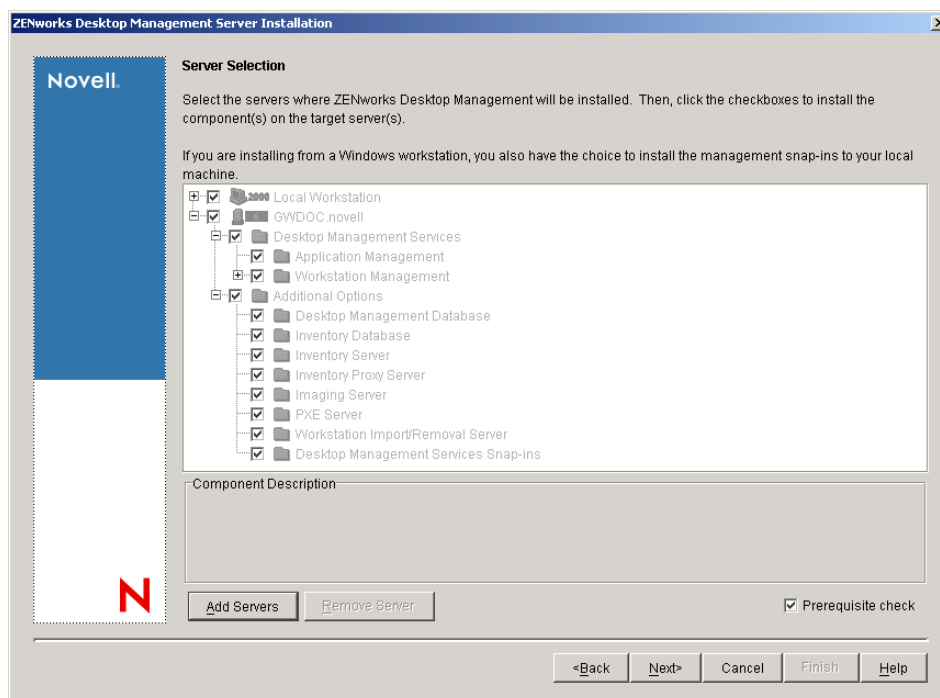 ZENworks Desktop Management Server Installation
Novell.
Server Selection
Select the servers where ZENworks Desktop Management will be installed. Then, click the checkboxes to install the
component(s) on the target server(s).
If you are installing from a Windows workstation, you also have the choice to install the management snap-ins to your local
machine.
2000 Local Workstation
GWDOC.novell
Desktop Management Services
Application Management
Workstation Management
Additional Options
Desktop Management Database
Inventory Database
Inventory Server
Inventory Proxy Server
Imaging Server
PXE Server
Workstation Import/Removal Server
Desktop Management Services Snap-ins
Component Description
N
Add Servers
Remove Server
Prerequisite check
<Back
Next>
Cancel
Finish
Help